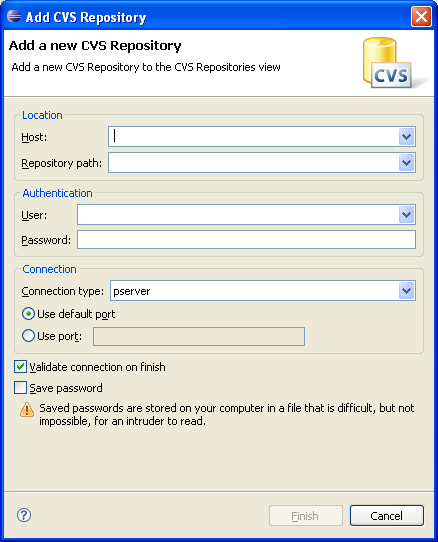 Add CVS Repository
Add a new CVS Repository
Add a new CVS Repository to the CVS Repositories view
CVS
Location
Host:
Repository path:
Authentication
User:
Password:
Connection
Connection type: pserver
Use default port
Use port:
Validate connection on finish
Save password
Saved passwords are stored on your computer in a file that is difficult, but not
impossible, for an intruder to read.
? Finish Cancel